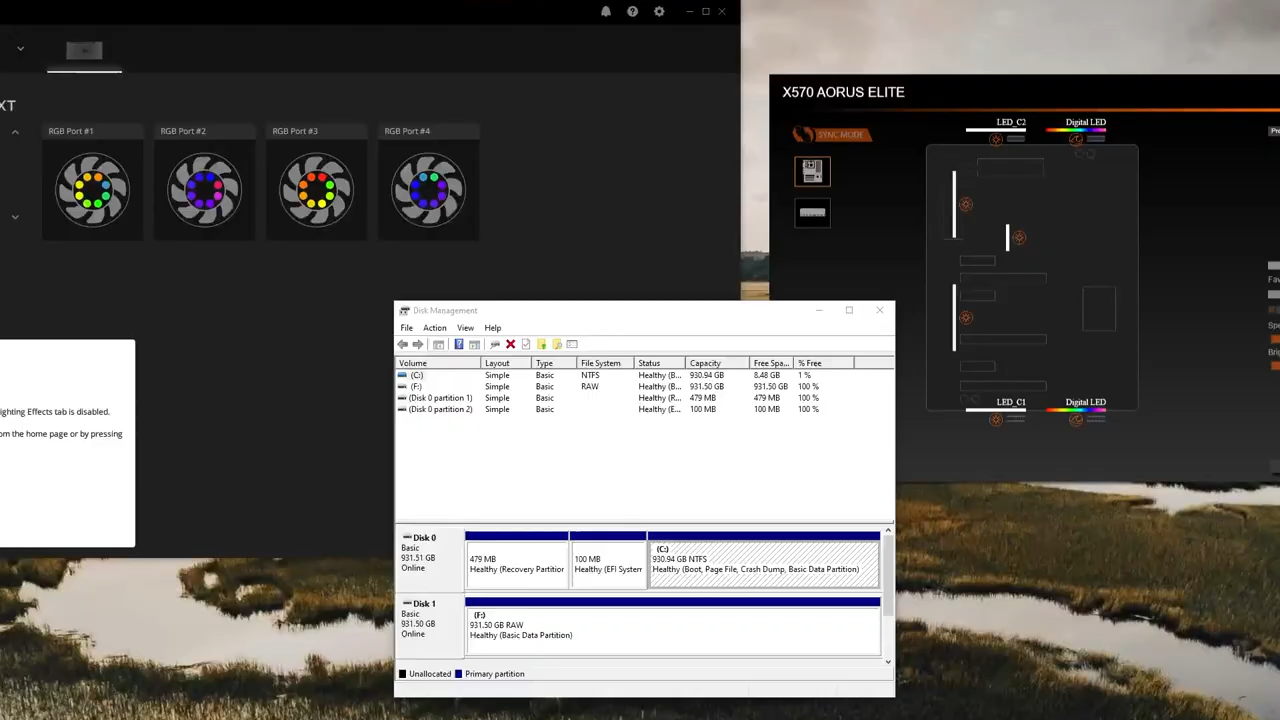 XT
RGB Port #1 RGB Port #2 RGB Port #3 RGB Port #4
ighting Effects tab is disabled.
om the home page or by pressing
X570 AORUS ELITE
SYNC MODE
LED_C2 Digital LED
LED_C1 Digital LED
Pro
Fav
Spe
Brig
Disk Management
File Action View Help
Volume Layout Type File System Status Capacity Free Spa... % Free
(C:) Simple Basic NTFS Healthy (B... 930.94 GB 8.48 GB 1 %
(F:) Simple Basic RAW Healthy (B... 931.50 GB 931.50 GB 100 %
(Disk 0 partition 1) Simple Basic Healthy (R... 479 MB 479 MB 100 %
(Disk 0 partition 2) Simple Basic Healthy (E... 100 MB 100 MB 100 %
Disk 0
Basic
931.51 GB
Online
479 MB
Healthy (Recovery Partitior
100 MB
Healthy (EFI System
(C:)
930.94 GB NTFS
Healthy (Boot, Page File, Crash Dump, Basic Data Partition)
Disk 1
Basic
931.50 GB
Online
(F:)
931.50 GB RAW
Healthy (Basic Data Partition)
Unallocated Primary partition